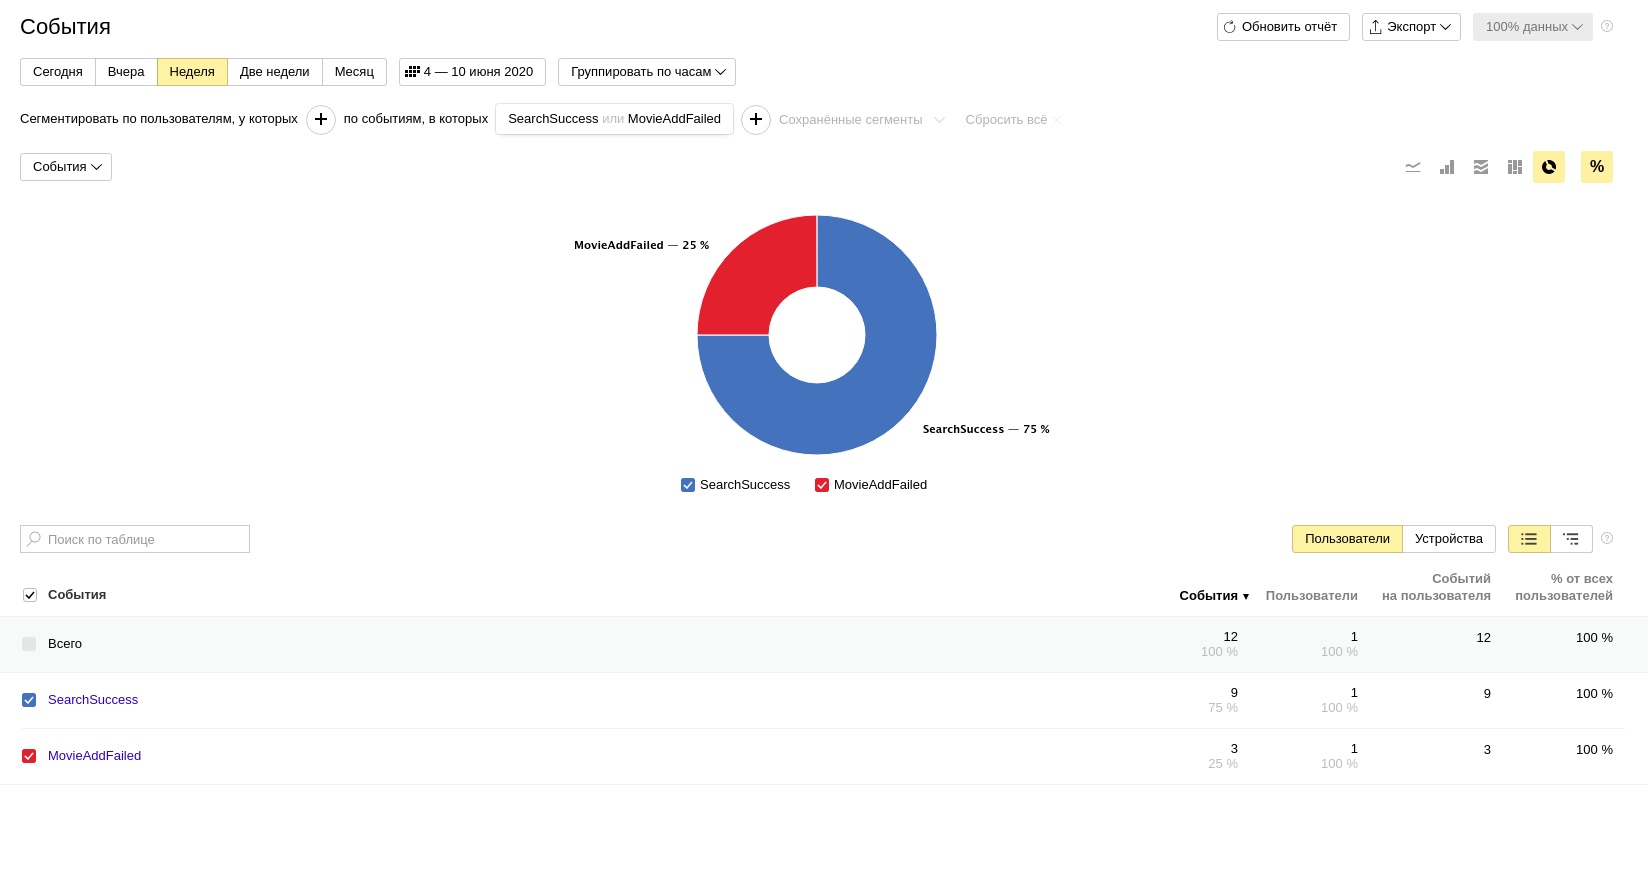 События
Обновить отчёт
Экспорт
100% данных
?
Сегодня
Вчера
Неделя
Две недели
Месяц
4 — 10 июня 2020
Группировать по часам
Сегментировать по пользователям, у которых
по событиям, в которых
SearchSuccess или MovieAddFailed
Сохранённые сегменты
Сбросить всё
События
%
MovieAddFailed — 25 %
SearchSuccess — 75 %
SearchSuccess
MovieAddFailed
Поиск по таблице
Пользователи
Устройства
?
События
События ▼
Пользователи
Событий
на пользователя
% от всех
пользователей
Всего
12
100 %
1
100 %
12
100 %
SearchSuccess
9
75 %
1
100 %
9
100 %
MovieAddFailed
3
25 %
1
100 %
3
100 %